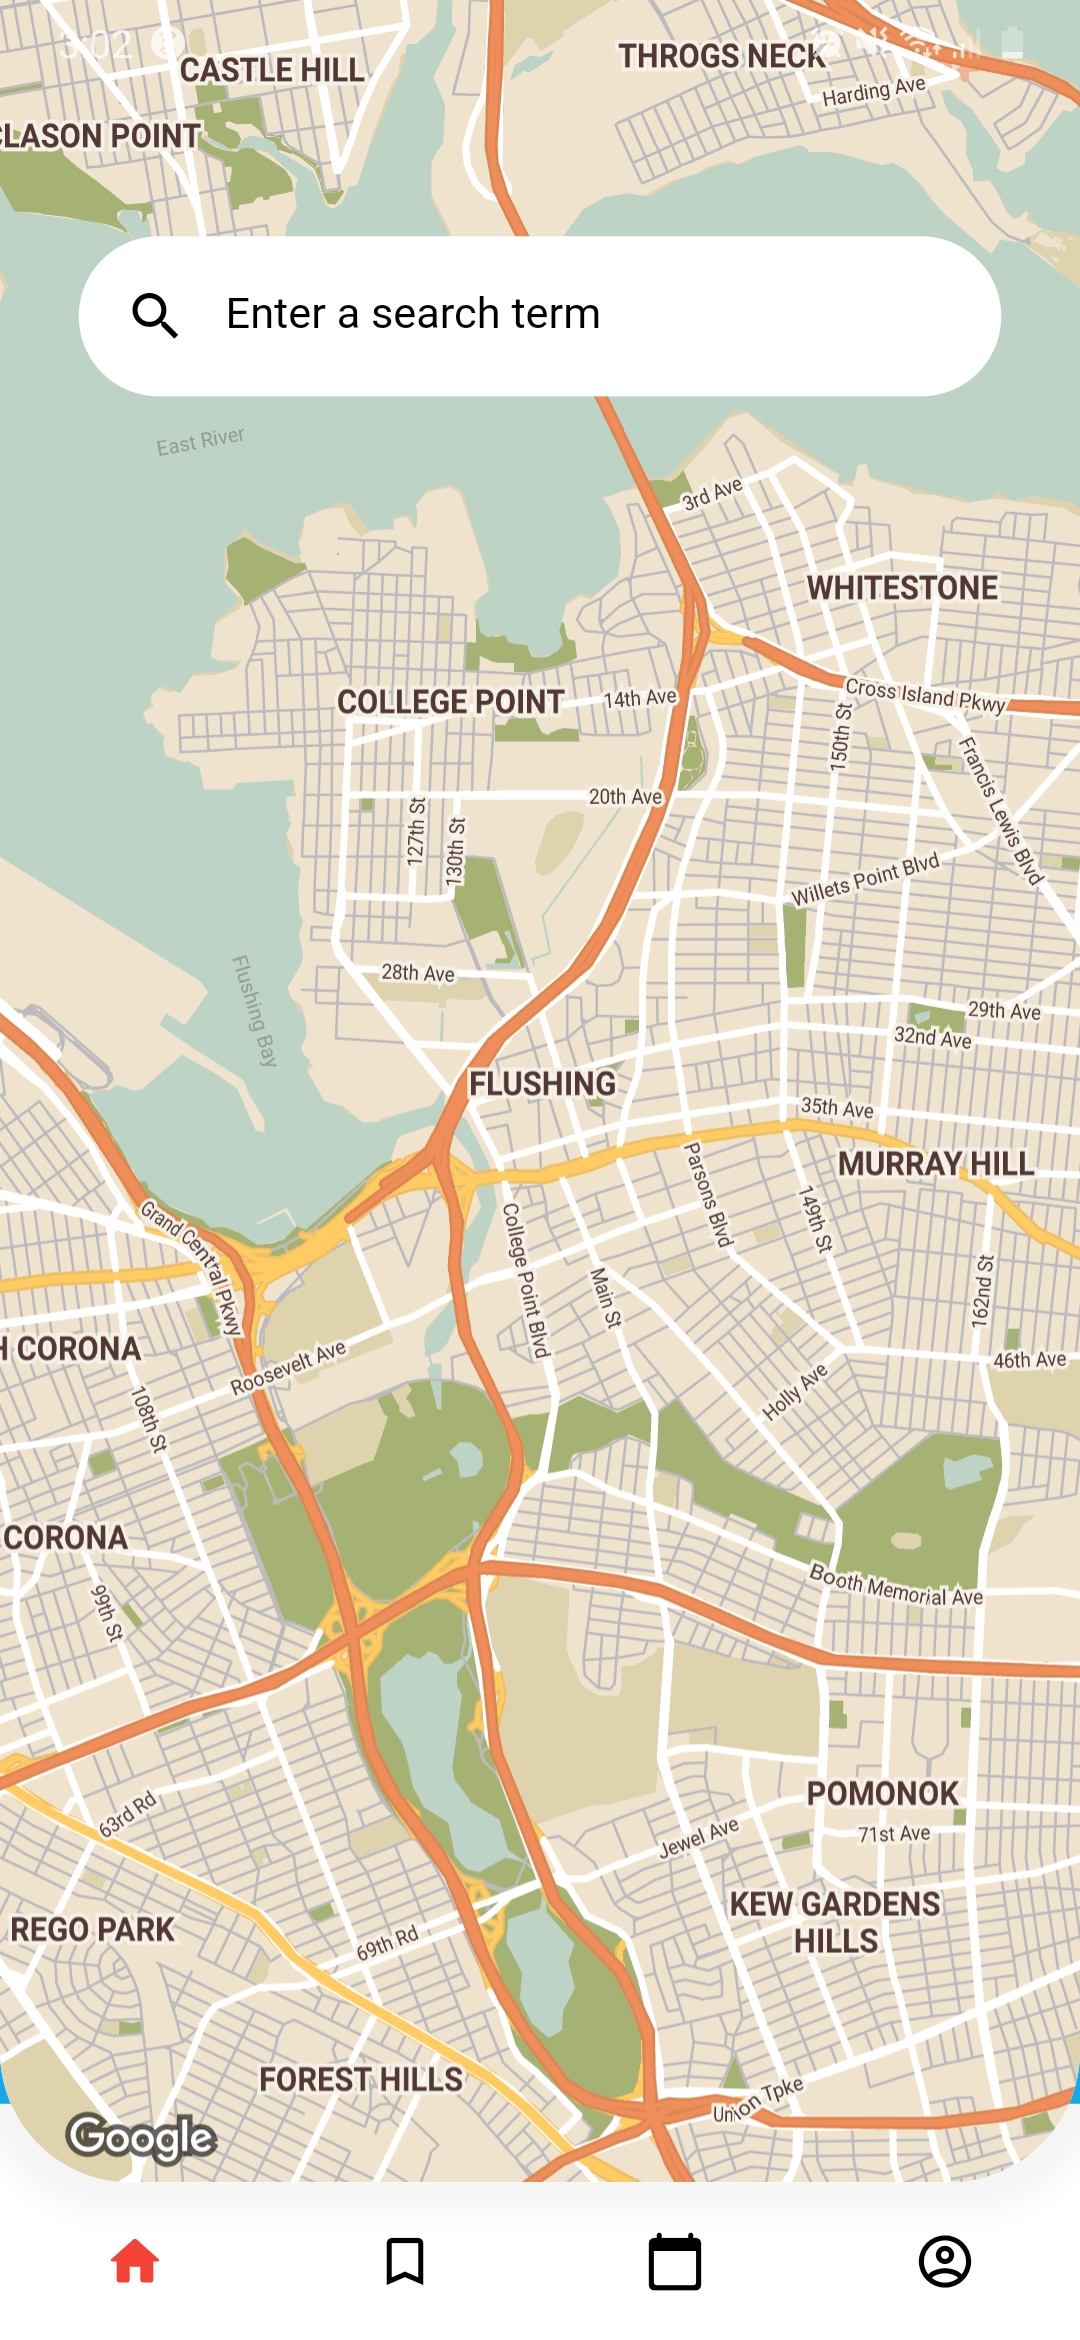 3:02
THROGS NECK
CASTLE HILL
Harding Ave
CLASON POINT
Enter a search term
East River
3rd Ave
WHITESTONE
COLLEGE POINT
14th Ave
Cross Island Pkwy
150th St
Francis Lewis Blvd
20th Ave
127th St
130th St
Willets Point Blvd
28th Ave
Flushing Bay
29th Ave
32nd Ave
FLUSHING
35th Ave
MURRAY HILL
Parsons Blvd
149th St
Grand Central Pkwy
College Point Blvd
Main St
162nd St
H CORONA
Roosevelt Ave
46th Ave
Holly Ave
108th St
CORONA
99th St
Booth Memorial Ave
63rd Rd
POMONOK
71st Ave
Jewel Ave
KEW GARDENS
HILLS
REGO PARK
69th Rd
FOREST HILLS
Union Tpke
Google